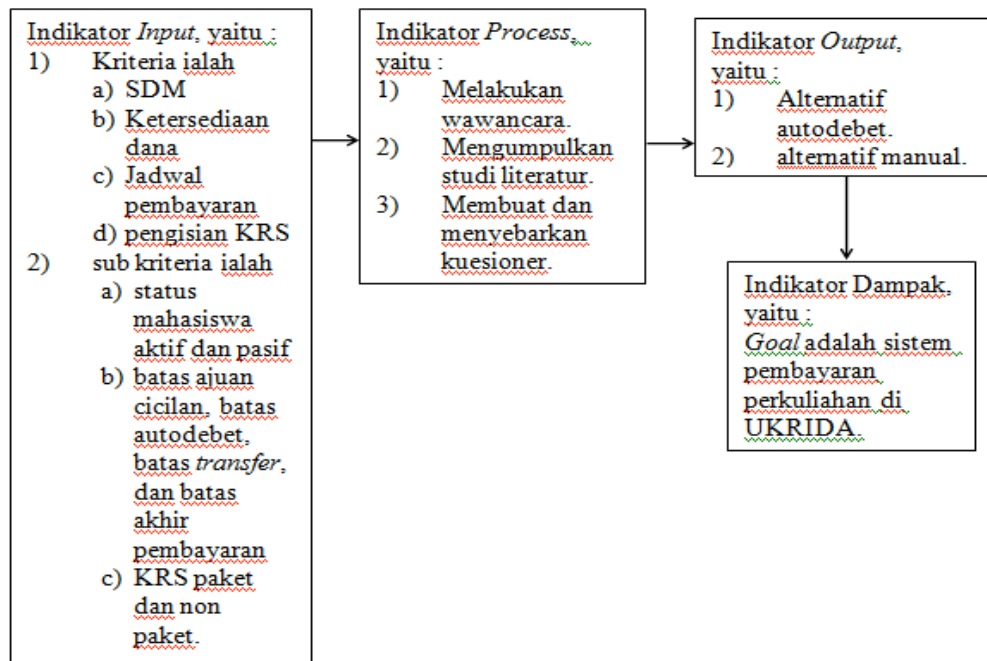 Indikator Input, yaitu :
1) Kriteria ialah
a) SDM
b) Ketersediaan
dana
c) Jadwal
pembayaran
d) pengisian KRS
2) sub kriteria ialah
a) status
mahasiswa
aktif dan pasif
b) batas ajuan
cicilan, batas
autodebet,
batas transfer,
dan batas
akhir
pembayaran
c) KRS paket
dan non
paket.
Indikator Process,
yaitu :
1) Melakukan
wawancara.
2) Mengumpulkan
studi literatur.
3) Membuat dan
menyebarkan
kuesioner.
Indikator Output,
yaitu :
1) Alternatif
autodebet.
2) alternatif manual.
Indikator Dampak,
yaitu :
Goal adalah sistem
pembayaran
perkuliahan di
UKRIDA.